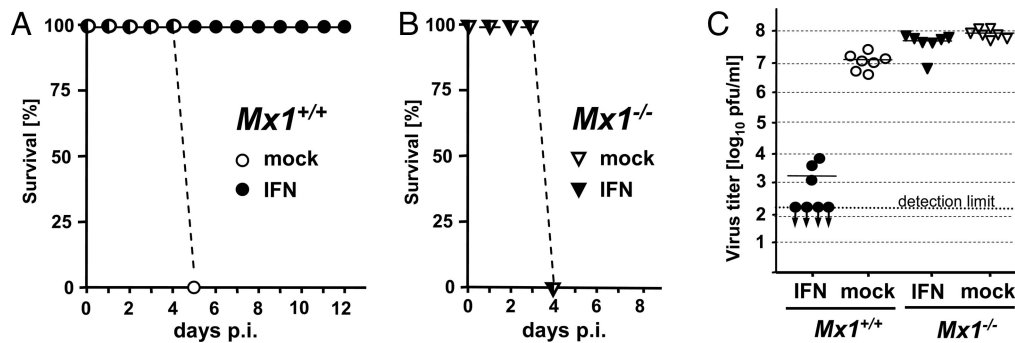 A
Survival [%]
100
75
50
25
0
Mx1+/+
mock
IFN
0 2 4 6 8 10 12
days p.i.
B
Survival [%]
100
75
50
25
0
Mx1-/-
mock
IFN
0 2 4 6 8
days p.i.
C
Virus titer [log10 pfu/ml]
8
7
6
5
4
3
2
1
detection limit
IFN mock IFN mock
Mx1+/+ Mx1-/-